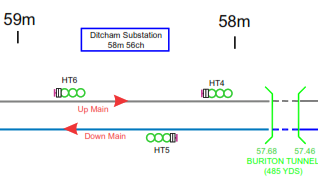 59m
58m
Ditcham Substation
58m 56ch
HT6
HT4
Up Main
Down Main
HT5
57.68
57.46
BURITON TUNNEL
(485 YDS)